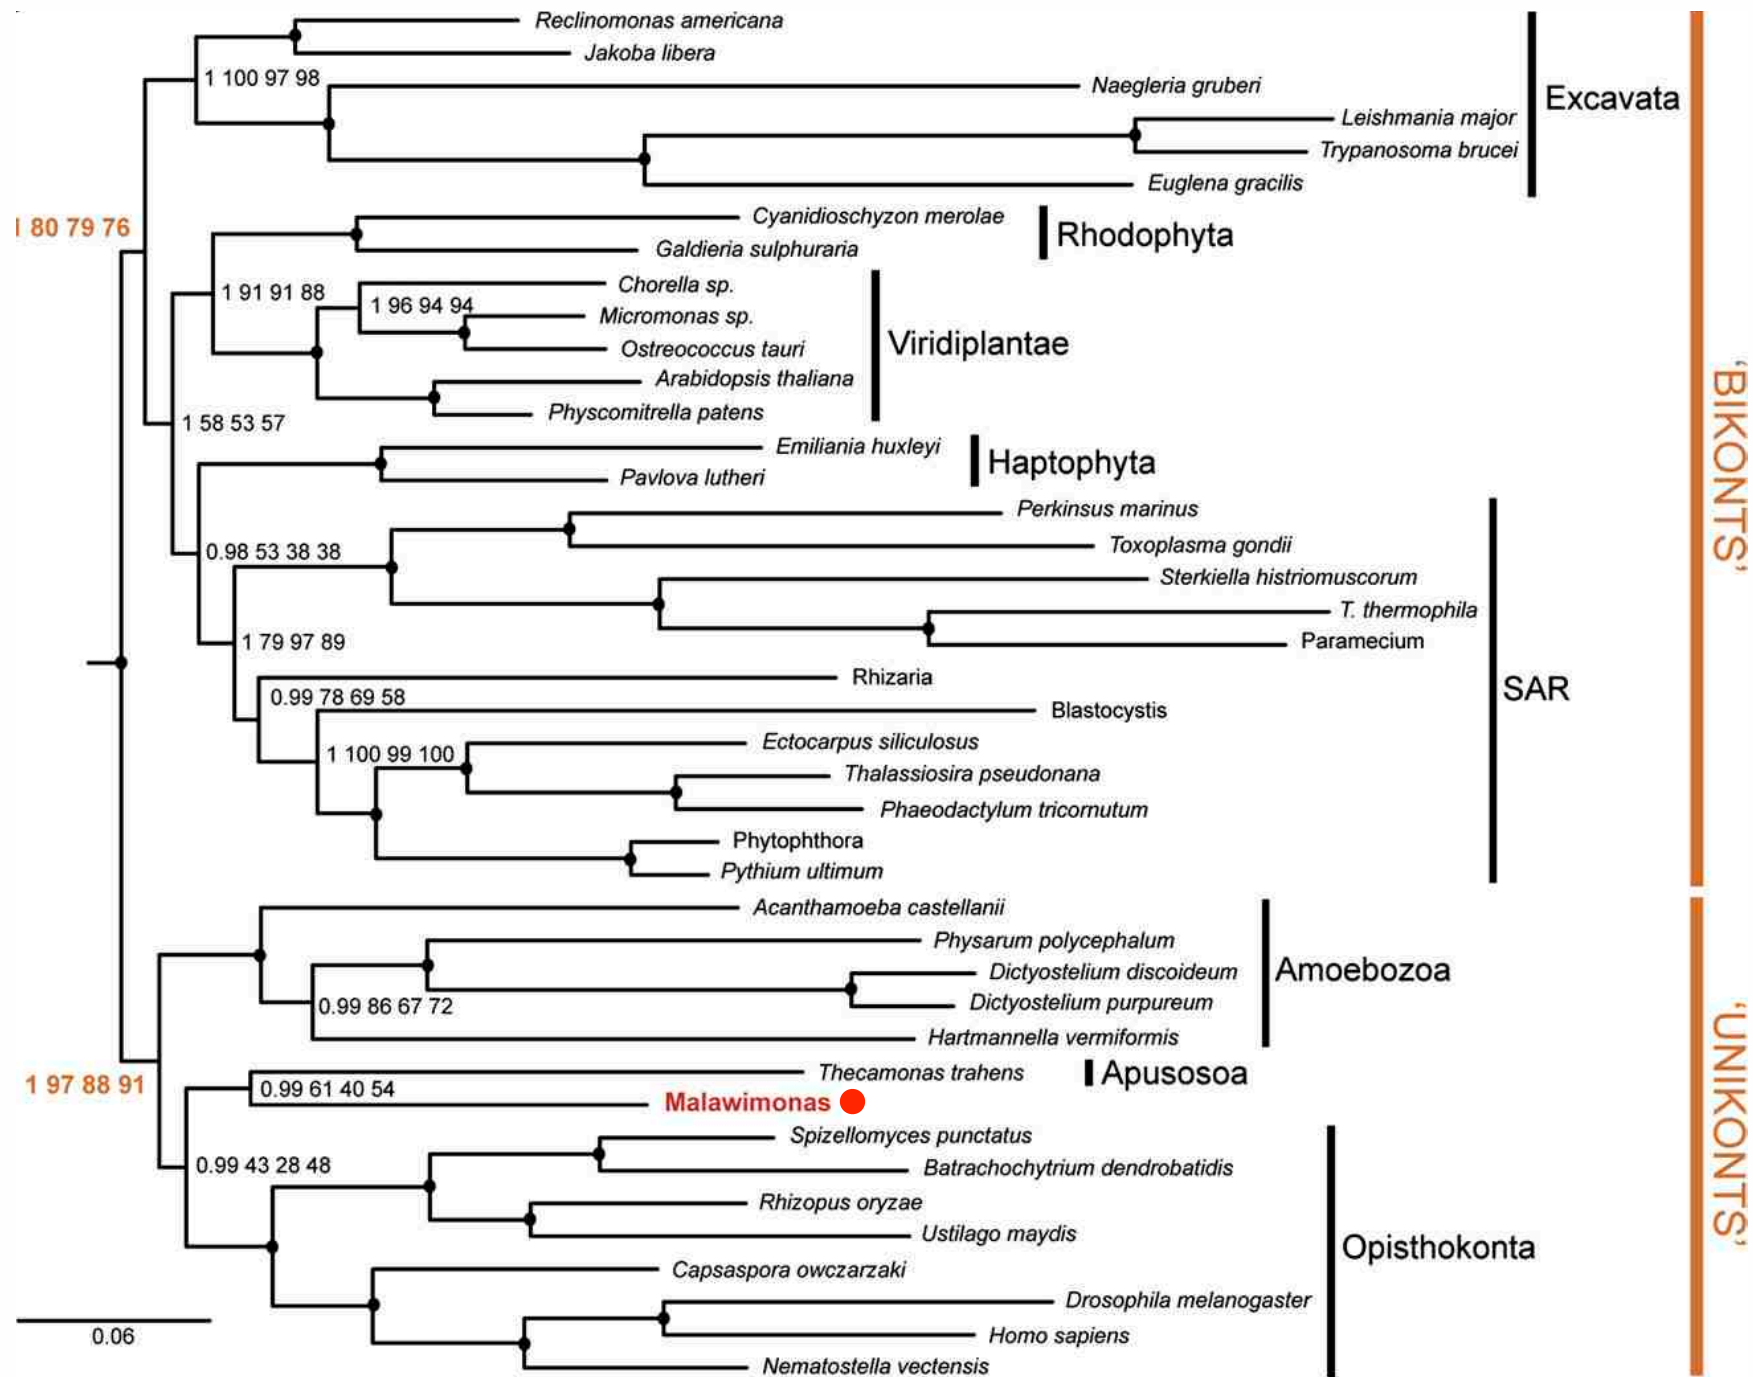 Reclinomonas americana
Jakoba libera
1 100 97 98
Naegleria gruberi
Excavata
Leishmania major
Trypanosoma brucei
Euglena gracilis
Cyanidioschyzon merolae
80 79 76
Rhodophyta
Galdieria sulphuraria
Chorella sp.
1 91 91 88
1 96 94 94
Micromonas sp.
Viridiplantae
Ostreococcus tauri
Arabidopsis thaliana
Physcomitrella patens
1 58 53 57
'BIKONTS'
Emiliania huxleyi
Haptophyta
Pavlova lutheri
Perkinsus marinus
Toxoplasma gondii
0.98 53 38 38
Sterkiella histriomuscorum
T. thermophila
Paramecium
1 79 97 89
Rhizaria
SAR
0.99 78 69 58
Blastocystis
Ectocarpus siliculosus
1 100 99 100
Thalassiosira pseudonana
Phaeodactylum tricornutum
Phytophthora
Pythium ultimum
Acanthamoeba castellanii
Physarum polycephalum
Amoebozoa
Dictyostelium discoideum
Dictyostelium purpureum
0.99 86 67 72
Hartmannella vermiformis
Thecamonas trahens
Apusosoa
1 97 88 91
0.99 61 40 54
Malawimonas
'UNIKONTS'
Spizellomyces punctatus
0.99 43 28 48
Batrachochytrium dendrobatidis
Rhizopus oryzae
Ustilago maydis
Opisthokonta
Capsaspora owczarzaki
Drosophila melanogaster
0.06
Homo sapiens
Nematostella vectensis